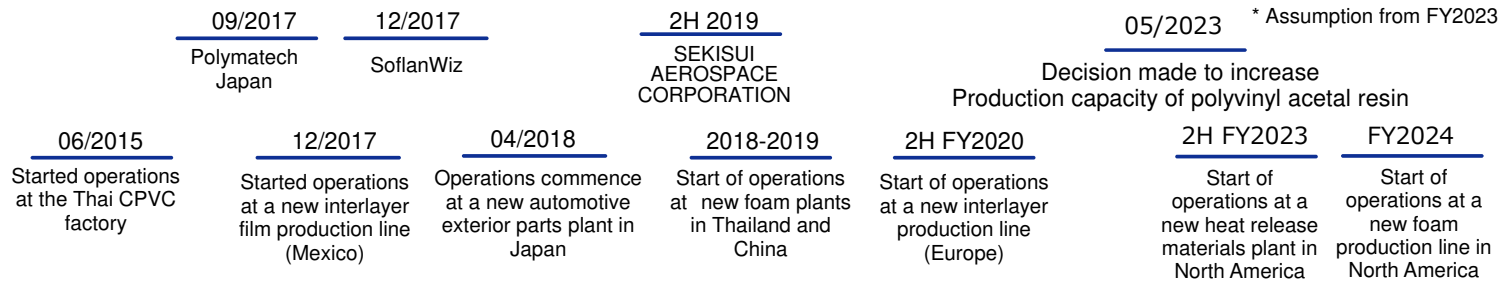 * Assumption from FY2023
09/2017
Polymatech
Japan
12/2017
SoflanWiz
2H 2019
SEKISUI
AEROSPACE
CORPORATION
05/2023
Decision made to increase
Production capacity of polyvinyl acetal resin
06/2015
Started operations
at the Thai CPVC
factory
12/2017
Started operations
at a new interlayer
film production line
(Mexico)
04/2018
Operations commence
at a new automotive
exterior parts plant in
Japan
2018-2019
Start of operations
at new foam plants
in Thailand and
China
2H FY2020
Start of operations
at a new interlayer
production line
(Europe)
2H FY2023
Start of
operations at a
new heat release
materials plant in
North America
FY2024
Start of
operations at a
new foam
production line in
North America